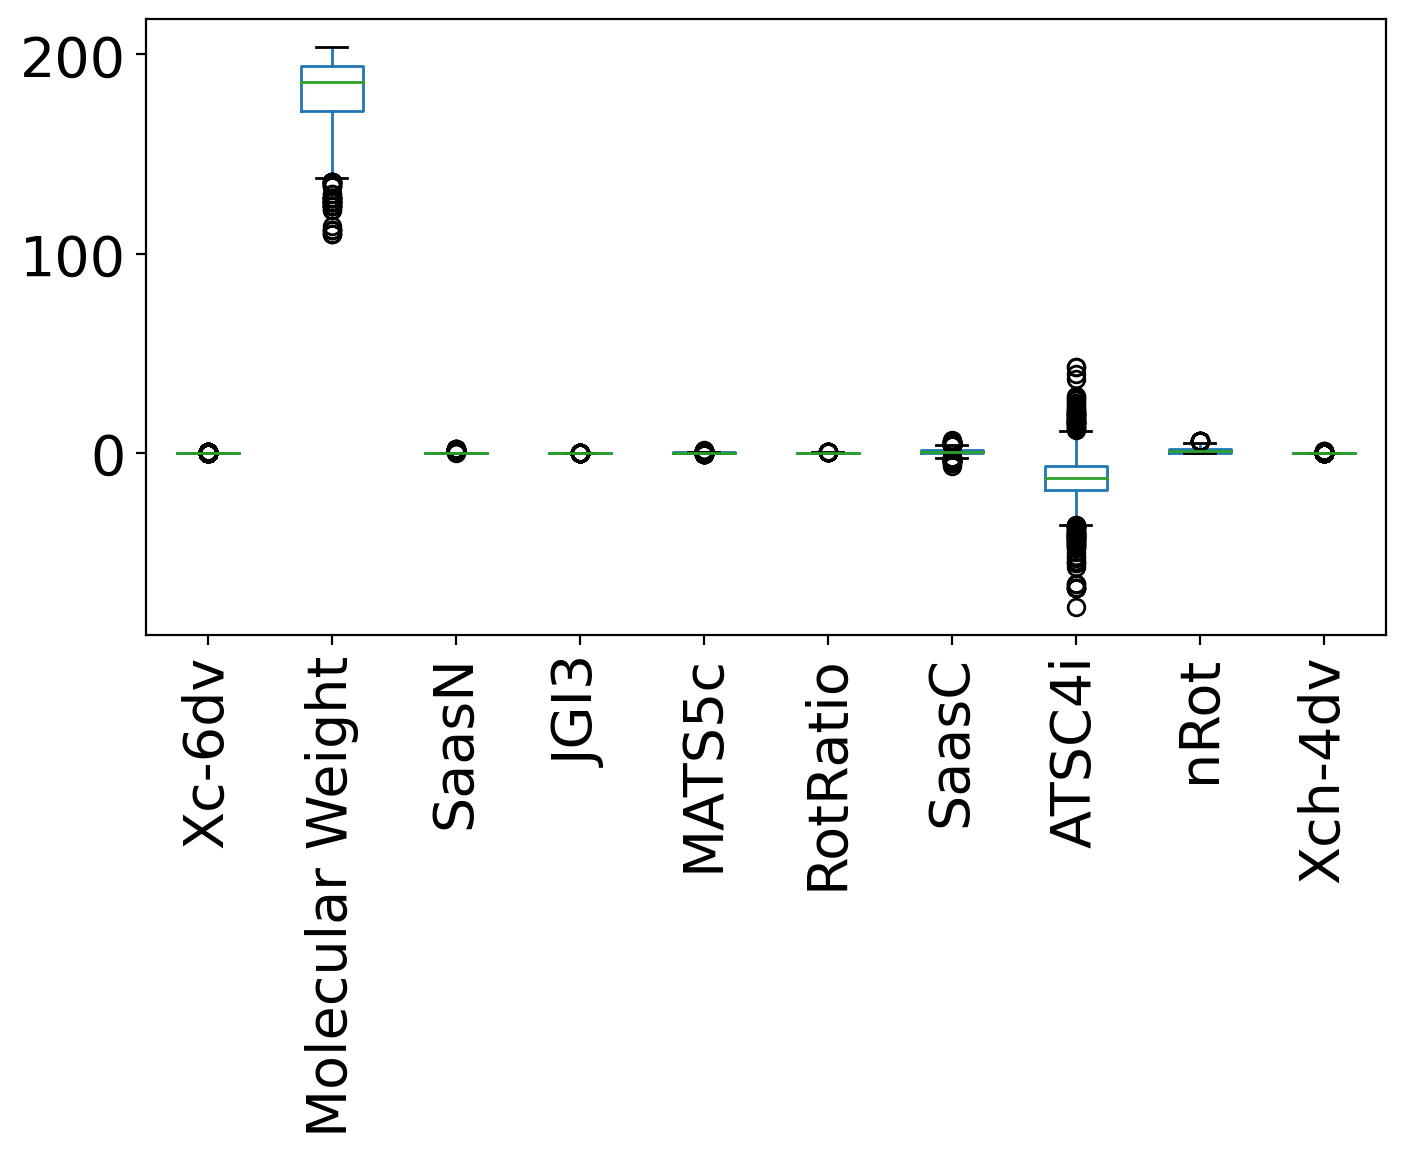 200
100
0
Xc-6dv
Molecular Weight
SaasN
JGI3
MATS5c
RotRatio
SaasC
ATSC4i
nRot
Xch-4dv